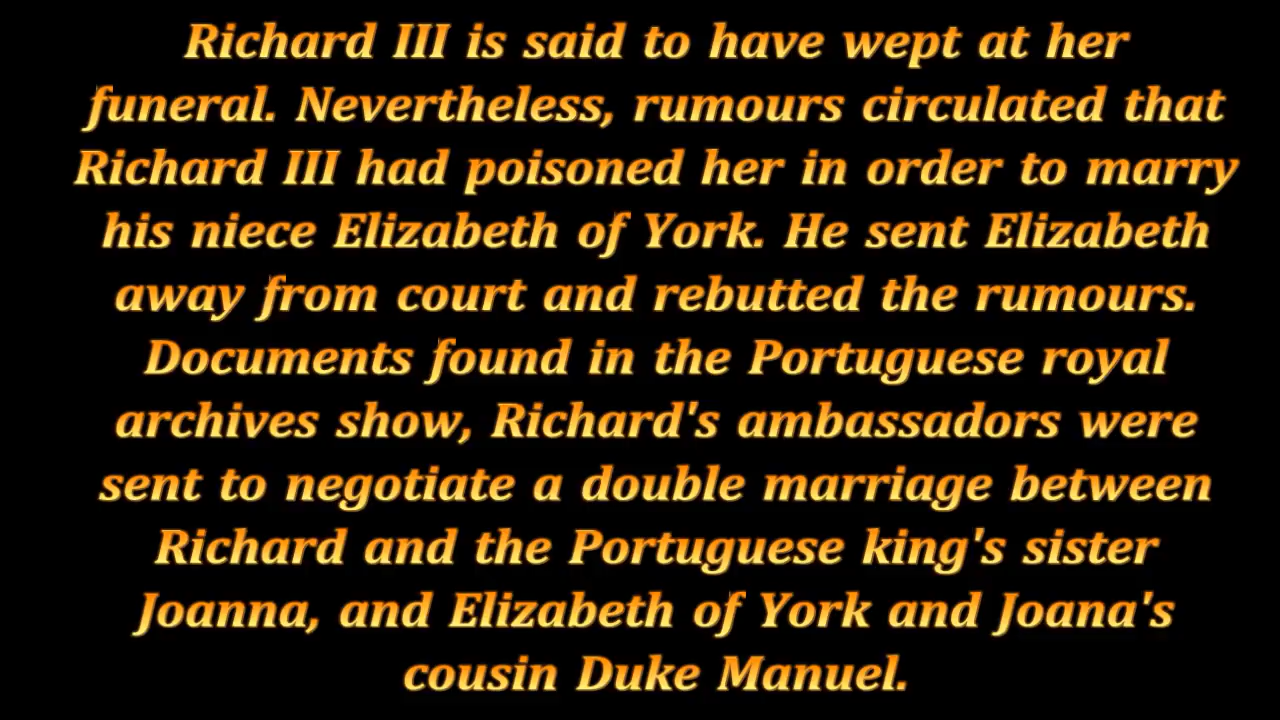 Richard III is said to have wept at her
funeral. Nevertheless, rumours circulated that
Richard III had poisoned her in order to marry
his niece Elizabeth of York. He sent Elizabeth
away from court and rebutted the rumours.
Documents found in the Portuguese royal
archives show, Richard's ambassadors were
sent to negotiate a double marriage between
Richard and the Portuguese king's sister
Joanna, and Elizabeth of York and Joana's
cousin Duke Manuel.